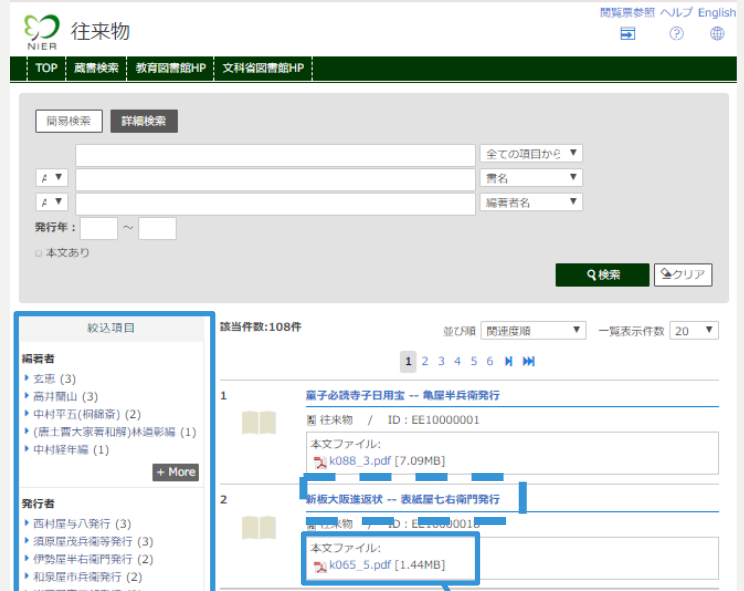 閲覧票参照 ヘルプ English
NIER 往来物
TOP 蔵書検索 教育図書館HP 文科省図書館HP
簡易検索 詳細検索
全ての項目から ▼
▼ 書名 ▼
▼ 編著者名 ▼
発行年： ～
本文あり
検索 クリア
絞込項目
編著者
玄恵 (3)
高井蘭山 (3)
中村平五(桐綿斎) (2)
(唐土曹大家著和解)林道彰編 (1)
中村経年編 (1)
+ More
発行者
西村屋与八発行 (3)
須原屋茂兵衛等発行 (3)
伊勢屋半右衛門発行 (2)
和泉屋市兵衛発行 (2)
該当件数:108件
並び順 関連度順 ▼ 一覧表示件数 20 ▼
1 2 3 4 5 6
1 童子必読寺子日用宝 -- 亀屋半兵衛発行
往来物 / ID : EE10000001
本文ファイル:
k088_3.pdf [7.09MB]
2 新板大阪進返状 -- 表紙屋七右衛門発行
本文ファイル:
k065_5.pdf [1.44MB]